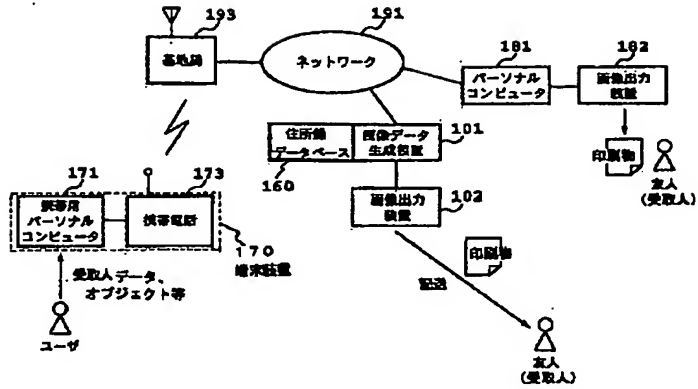 193
基地局
191
ネットワーク
181
パーソナル
コンピュータ
182
画像出力
装置
印刷物
友人
(受取人)
住所録
データベース
160
画像データ
生成装置
101
画像出力
装置
102
171
携帯用
パーソナル
コンピュータ
173
携帯電話
170
端末装置
受取人データ、
オブジェクト等
ユーザ
印刷物
配送
友人
(受取人)